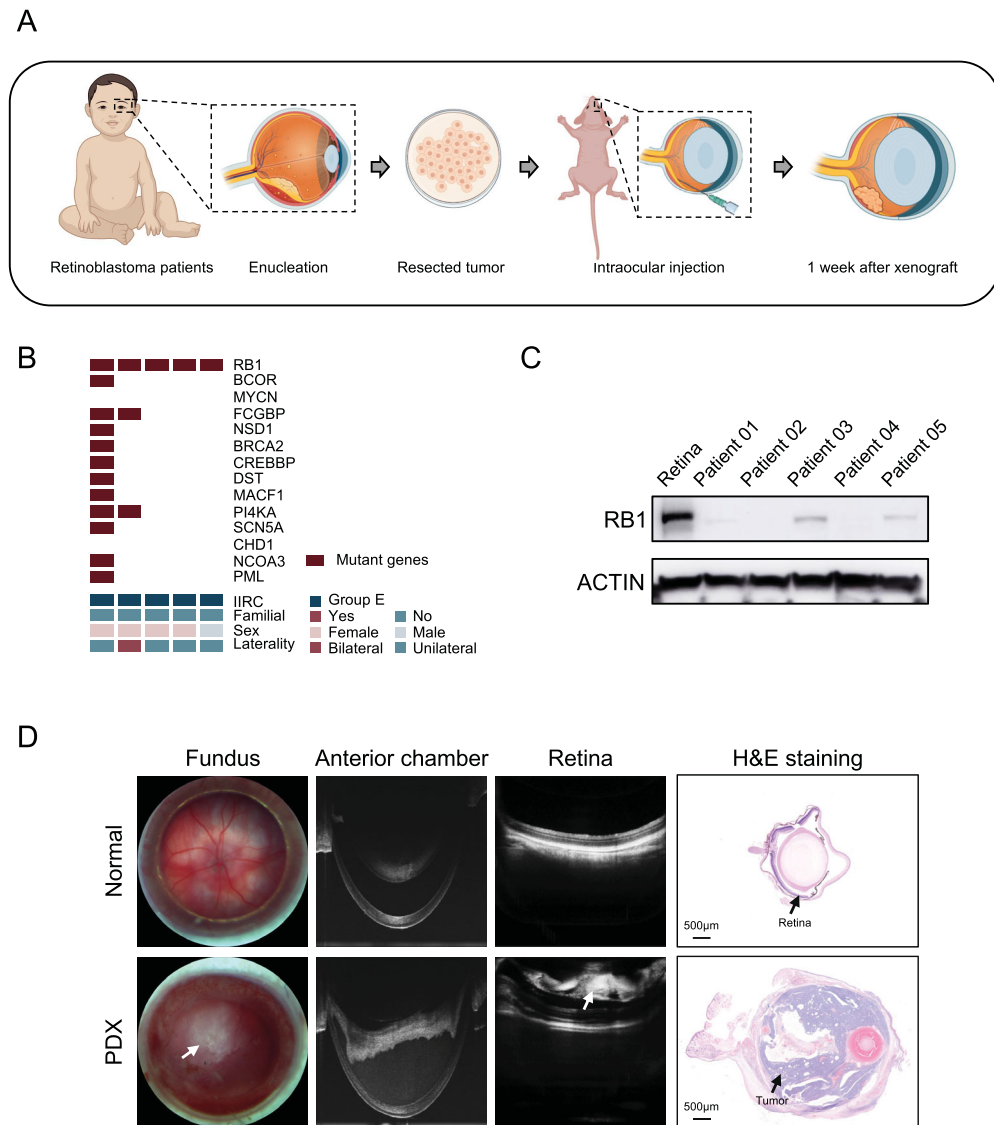 A
Retinoblastoma patients
Enucleation
Resected tumor
Intraocular injection
1 week after xenograft
B
RB1
BCOR
MYCN
FCGBP
NSD1
BRCA2
CREBBP
DST
MACF1
PI4KA
SCN5A
CHD1
NCOA3
PML
Mutant genes
IIRC
Familial
Sex
Laterality
Group E
Yes
No
Female
Male
Bilateral
Unilateral
C
Retina
Patient 01
Patient 02
Patient 03
Patient 04
Patient 05
RB1
ACTIN
D
Fundus
Anterior chamber
Retina
H&E staining
Normal
Retina
500μm
PDX
Tumor
500μm